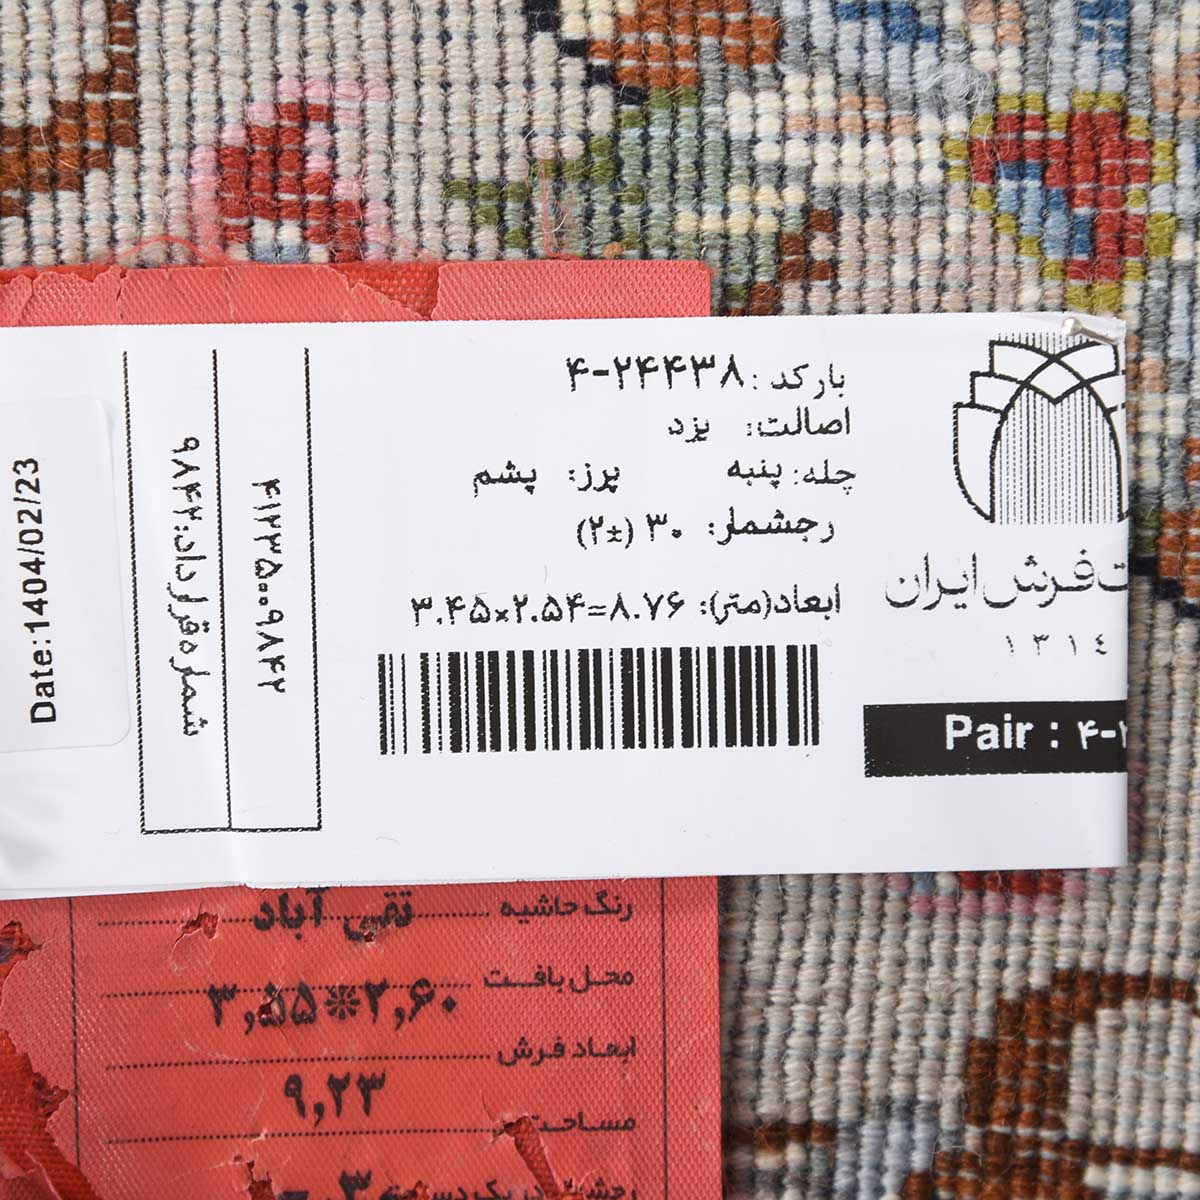 بارکد: ۴-۲۴۴۳۸
اصالت: یزد
چله: پنبه پرز: پشم
رجشمار: ۳۰ (±۲)
ابعاد(متر): ۳.۴۵×۲.۵۴=۸.۷۶
فرش ایران
۱۳۱٤
Pair : ۴-
۴۱۲۳۵۰۰۹۸۴۲
شماره قرارداد: ۹۸۴۲
Date:1404/02/23
رنگ حاشیه
تقی آباد
محل بافت
۳,۵۵*۲,۶۰
ابعاد فرش
۹,۲۳
مساحت